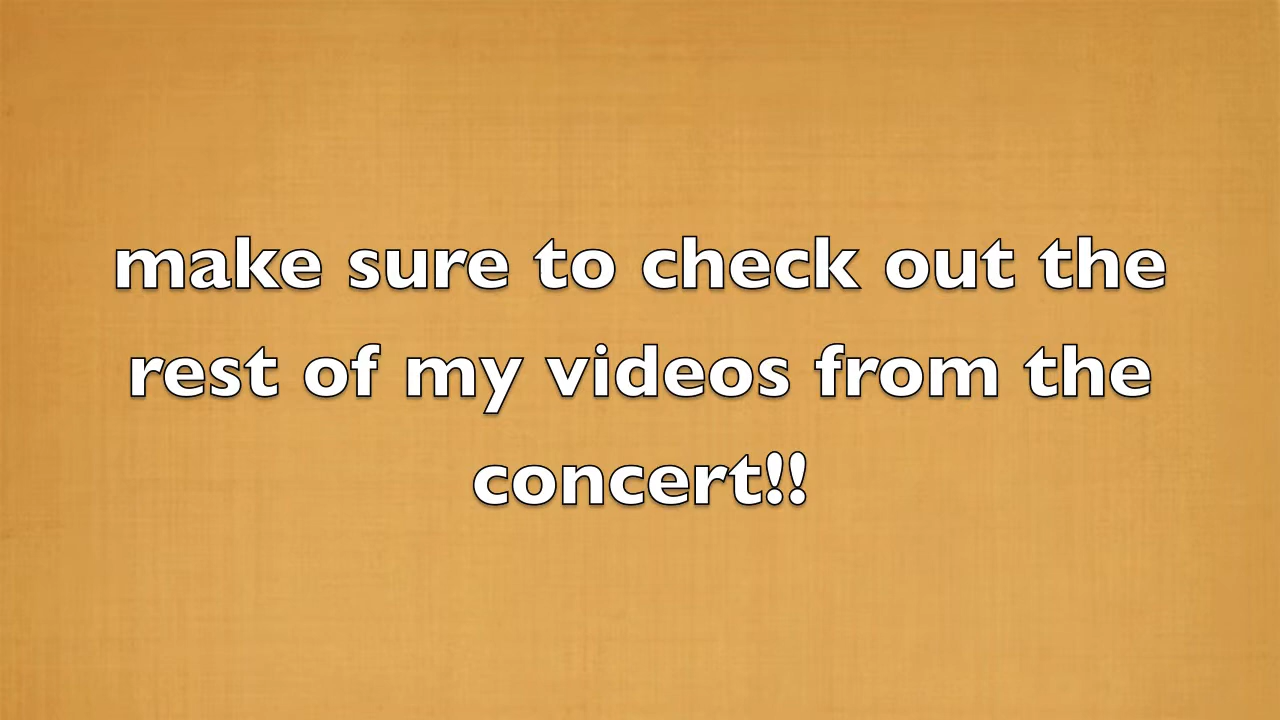 make sure to check out the
rest of my videos from the
concert!!